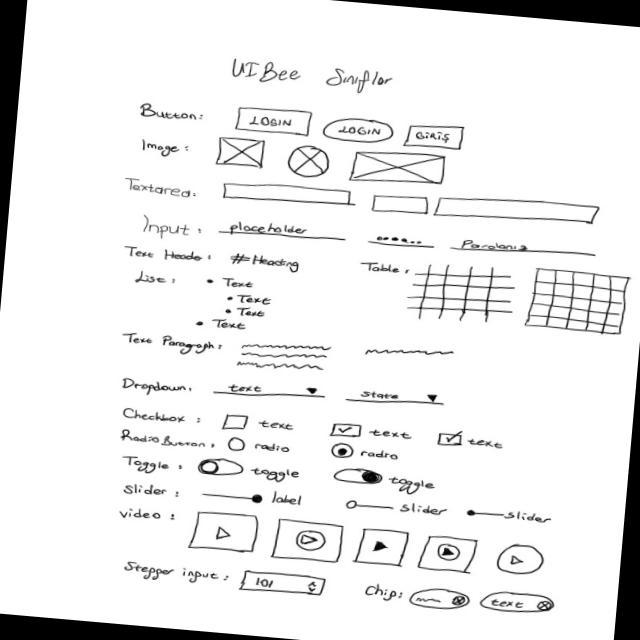 UIBee Sınıflar
Button: LOGIN LOGIN GİRİŞ
Image:
Textarea:
Input: placeholder ••••••• Parolanız
Text Header: # Heading
Table:
List: • Text
• Text
• Text
• Text
Text Paragraph:
Dropdown: text ▼ state ▼
Checkbox: text text text
Radio Button: radio radio
Toggle: toggle toggle
Slider: label slider slider
video:
Stepper input: 101
Chip: text